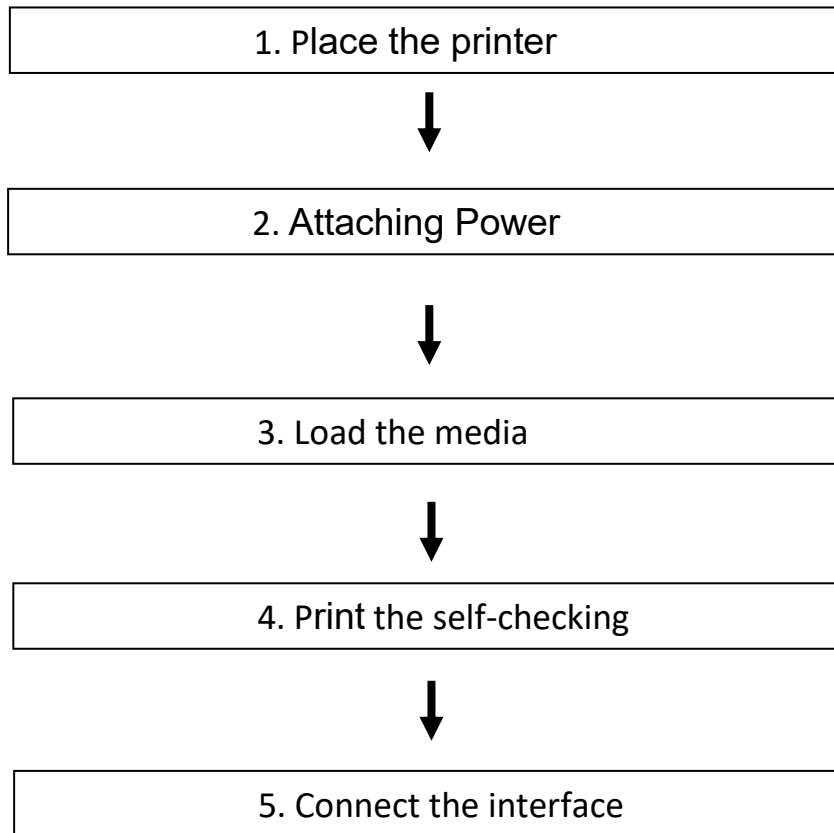 1. Place the printer
2. Attaching Power
3. Load the media
4. Print the self-checking
5. Connect the interface